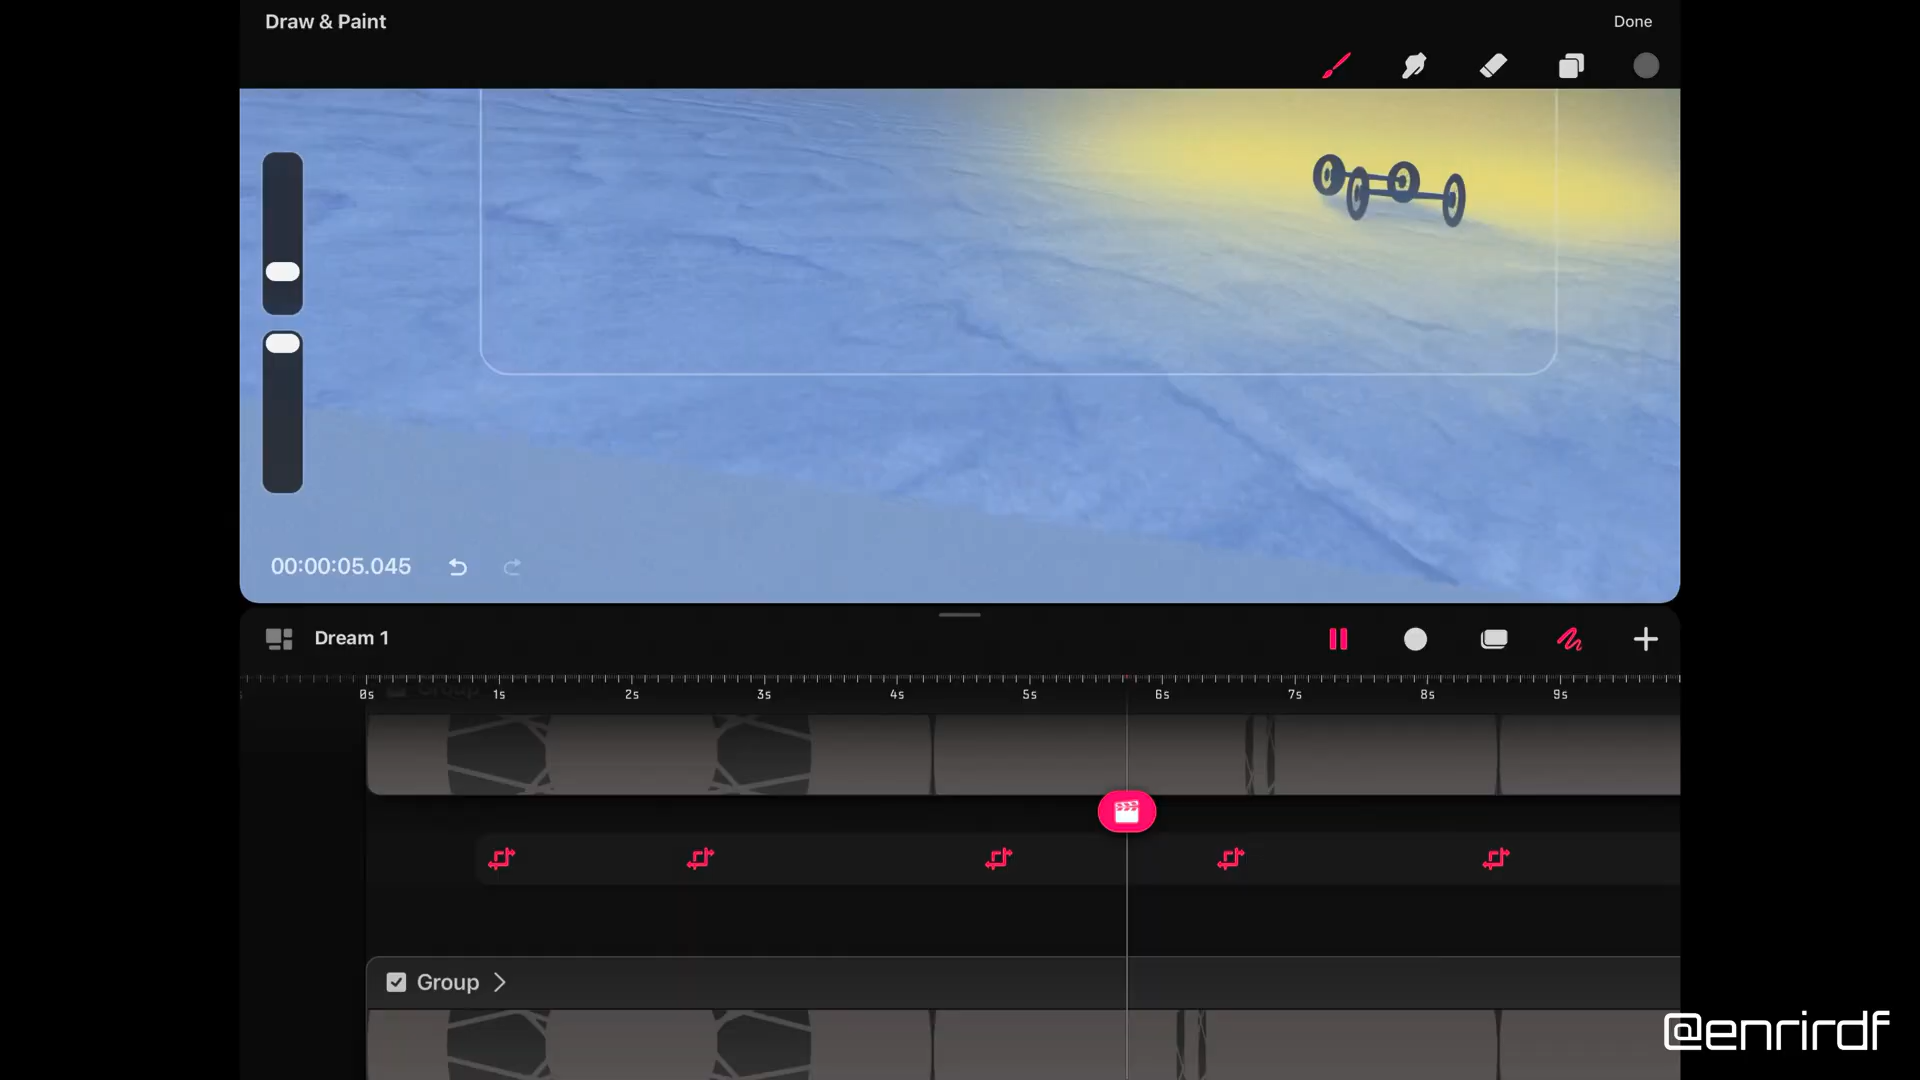 Draw & Paint
Done
00:00:05.045
Dream 1
Group
0s 1s 2s 3s 4s 5s 6s 7s 8s 9s
Group
@enrirdf